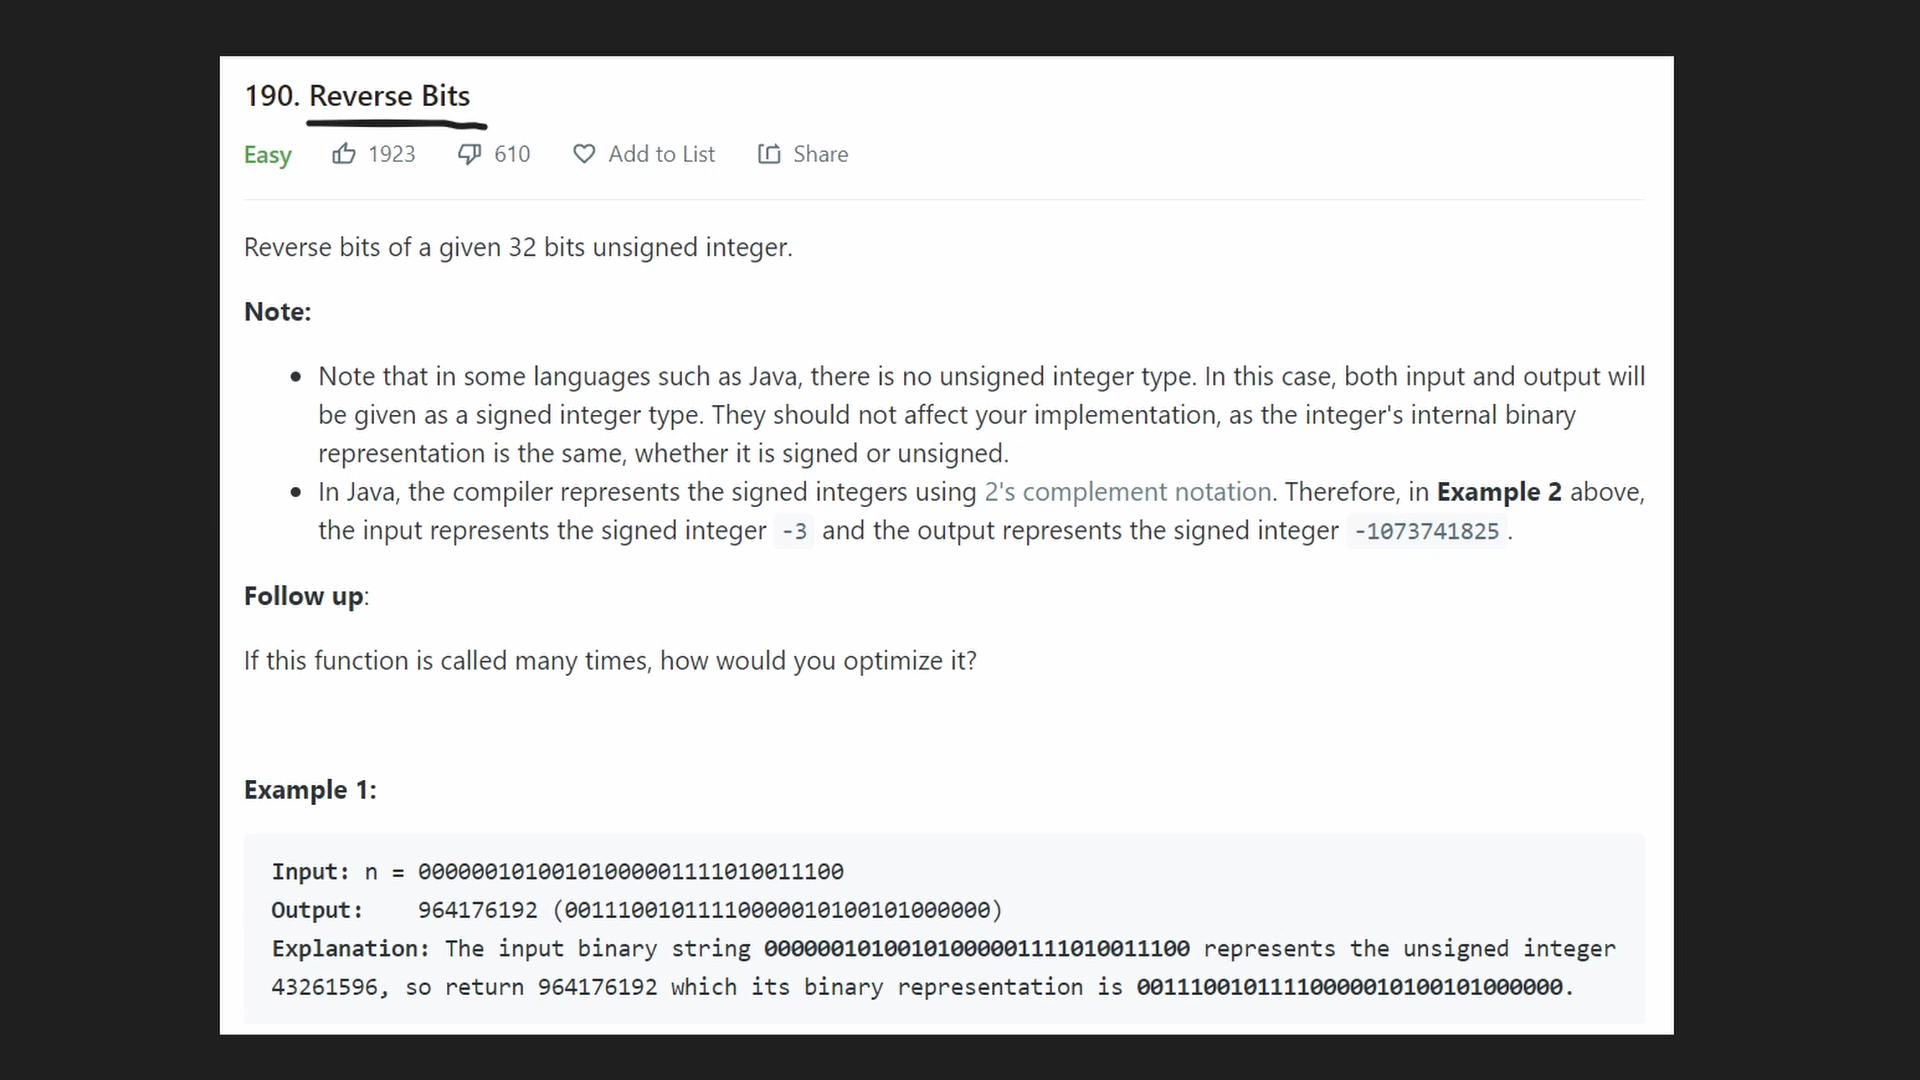 190. Reverse Bits
Easy 1923 610 Add to List Share
Reverse bits of a given 32 bits unsigned integer.
Note:
• Note that in some languages such as Java, there is no unsigned integer type. In this case, both input and output will
be given as a signed integer type. They should not affect your implementation, as the integer's internal binary
representation is the same, whether it is signed or unsigned.
• In Java, the compiler represents the signed integers using 2's complement notation. Therefore, in Example 2 above,
the input represents the signed integer -3 and the output represents the signed integer -1073741825.
Follow up:
If this function is called many times, how would you optimize it?
Example 1:
Input: n = 00000010100101000001111010011100
Output: 964176192 (00111001011110000010100101000000)
Explanation: The input binary string 00000010100101000001111010011100 represents the unsigned integer
43261596, so return 964176192 which its binary representation is 00111001011110000010100101000000.